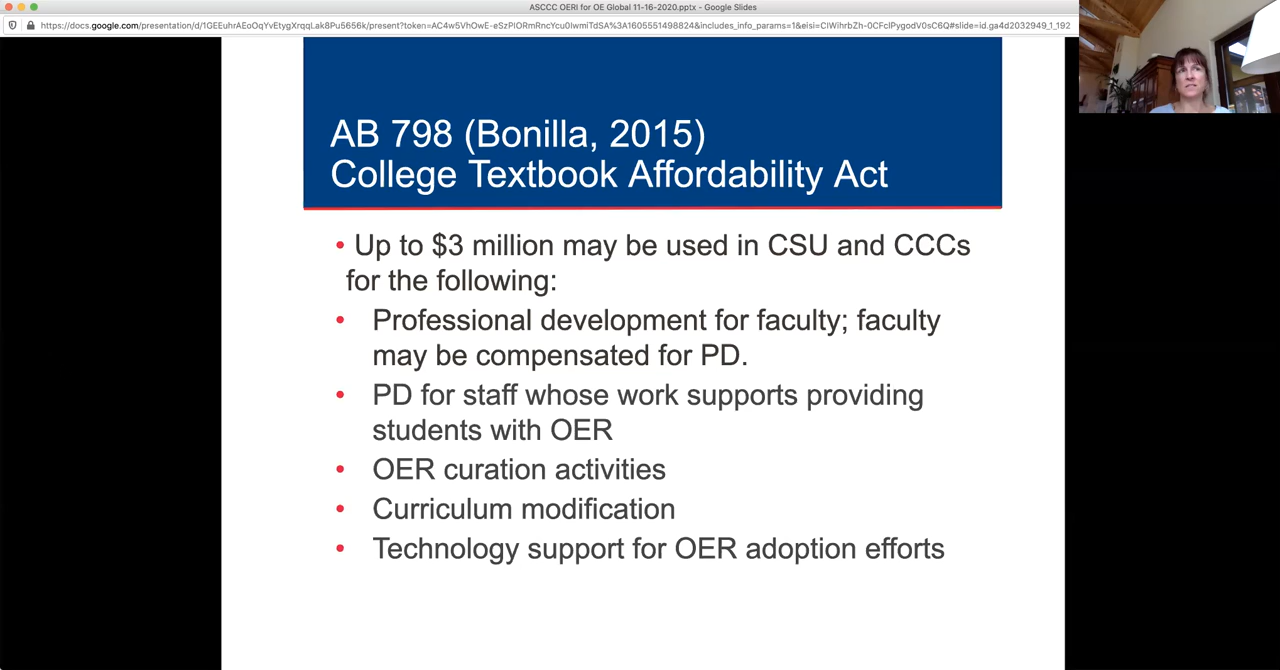 ASCCC OERI for OE Global 11-16-2020.pptx - Google Slides
AB 798 (Bonilla, 2015)
College Textbook Affordability Act
• Up to $3 million may be used in CSU and CCCs
for the following:
• Professional development for faculty; faculty
may be compensated for PD.
• PD for staff whose work supports providing
students with OER
• OER curation activities
• Curriculum modification
• Technology support for OER adoption efforts